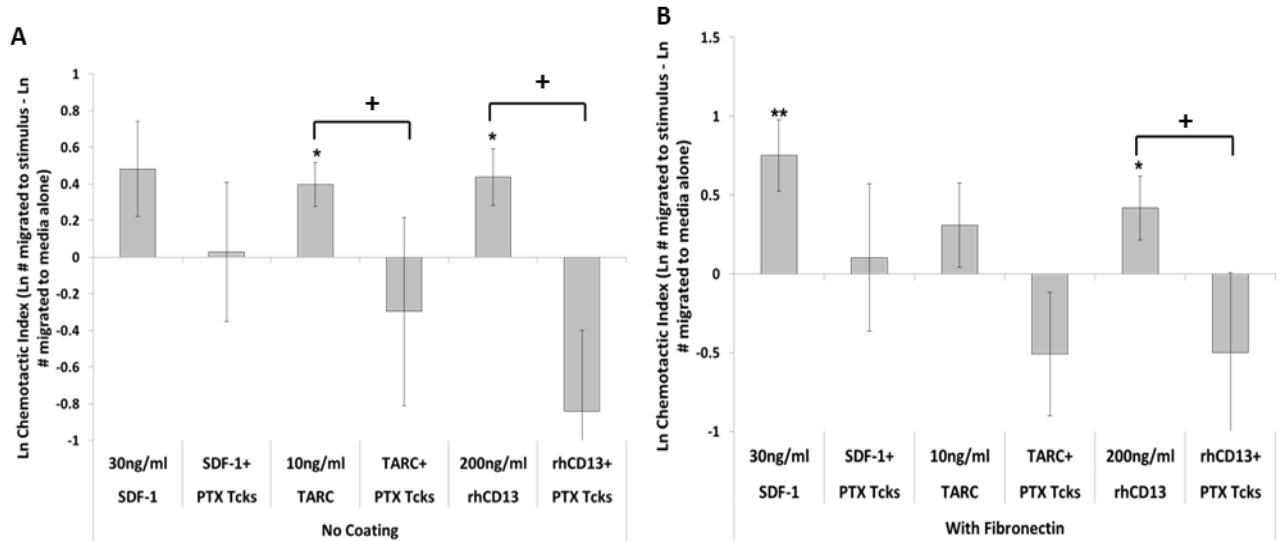 A
Ln Chemotactic Index (Ln # migrated to stimulus - Ln
# migrated to media alone)
1
0.8
0.6
0.4
0.2
0
-0.2
-0.4
-0.6
-0.8
-1
*
+
*
+
30ng/ml
SDF-1
SDF-1+
PTX Tcks
10ng/ml
TARC
TARC+
PTX Tcks
200ng/ml
rhCD13
rhCD13+
PTX Tcks
No Coating
B
Ln Chemotactic Index (Ln # migrated to stimulus - Ln
# migrated to media alone)
1.5
1
0.5
0
-0.5
-1
**
*
+
30ng/ml
SDF-1
SDF-1+
PTX Tcks
10ng/ml
TARC
TARC+
PTX Tcks
200ng/ml
rhCD13
rhCD13+
PTX Tcks
With Fibronectin